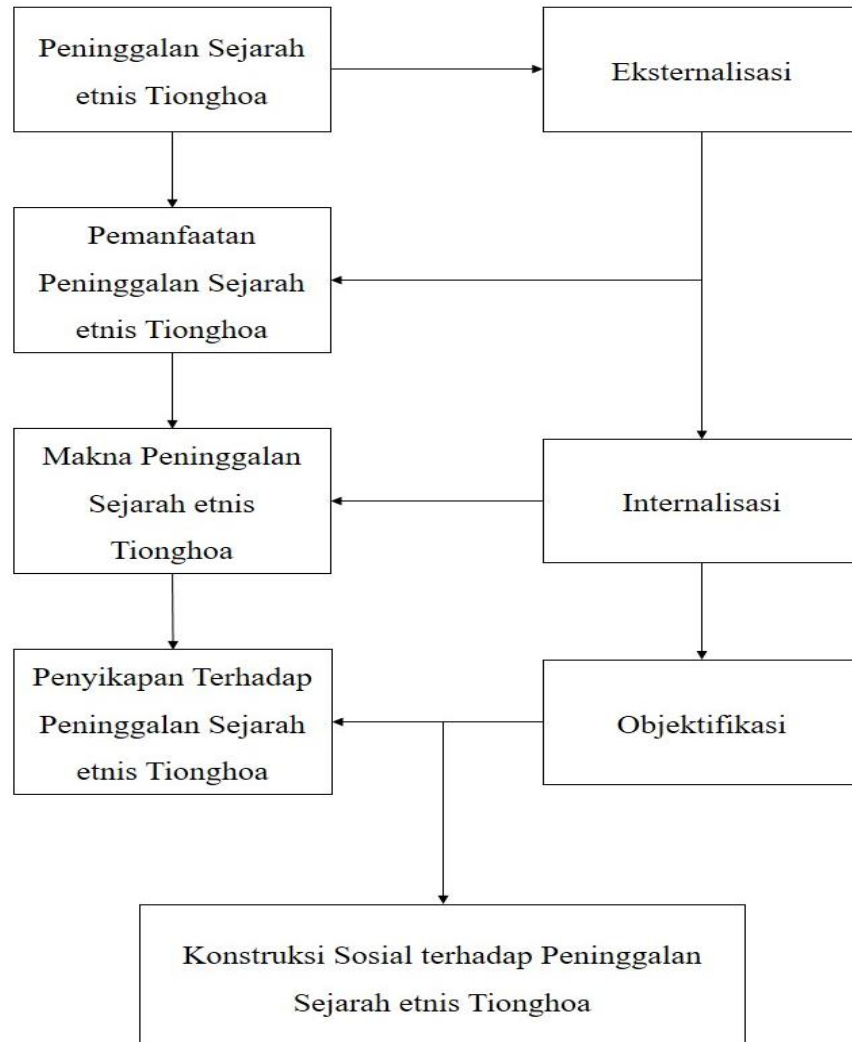 Peninggalan Sejarah
etnis Tionghoa
Eksternalisasi
Pemanfaatan
Peninggalan Sejarah
etnis Tionghoa
Makna Peninggalan
Sejarah etnis
Tionghoa
Internalisasi
Penyikapan Terhadap
Peninggalan Sejarah
etnis Tionghoa
Objektifikasi
Konstruksi Sosial terhadap Peninggalan
Sejarah etnis Tionghoa